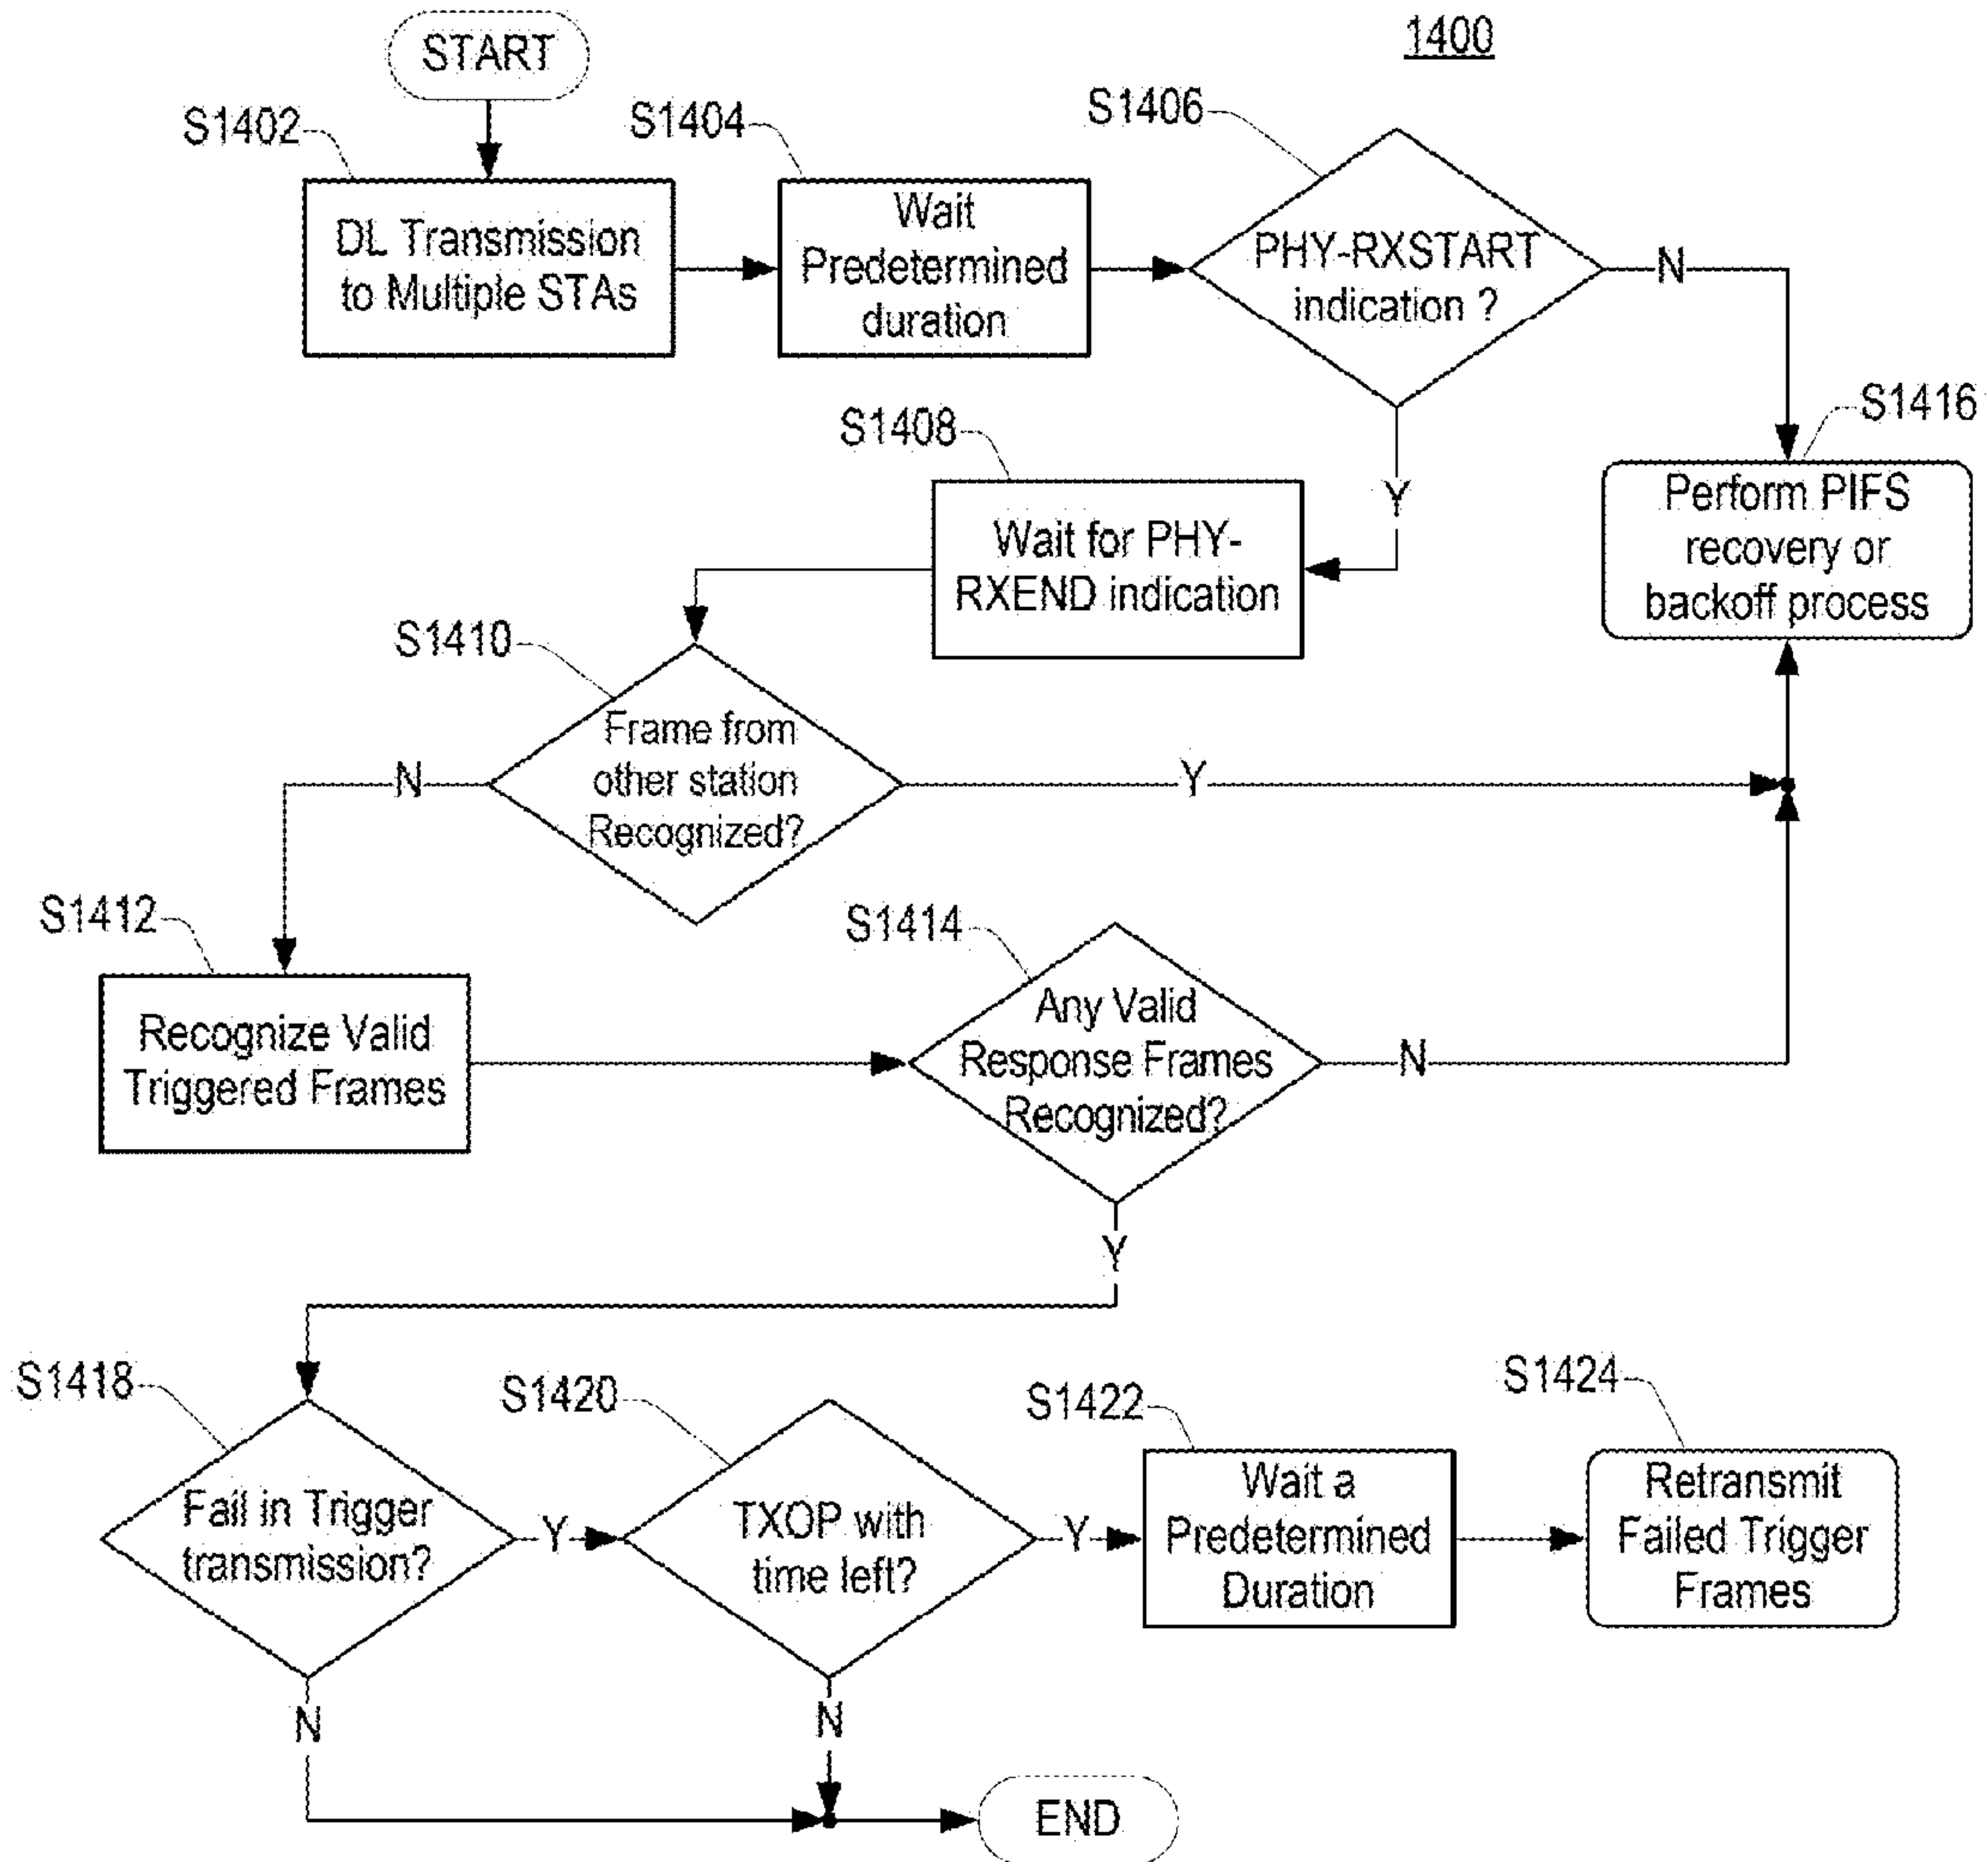 1400
START
S1402
DL Transmission
to Multiple STAs
S1404
Wait
Predetermined
duration
S1406
PHY-RXSTART
indication ?
N
Y
S1408
Wait for PHY-
RXEND indication
S1416
Perform PIFS
recovery or
backoff process
S1410
Frame from
other station
Recognized?
N
Y
S1412
Recognize Valid
Triggered Frames
S1414
Any Valid
Response Frames
Recognized?
N
Y
S1418
Fail in Trigger
transmission?
Y
N
S1420
TXOP with
time left?
Y
N
S1422
Wait a
Predetermined
Duration
S1424
Retransmit
Failed Trigger
Frames
END